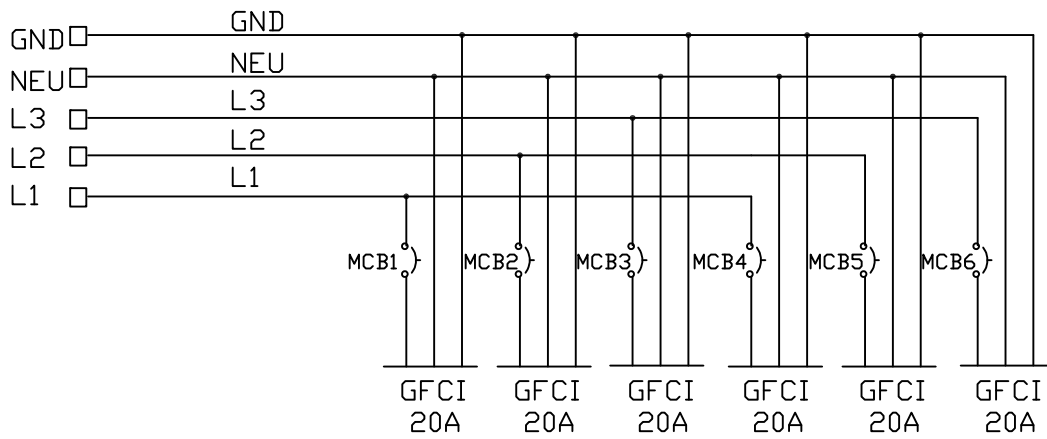 GND
GND
NEU
NEU
L3
L3
L2
L2
L1
L1
MCB1 MCB2 MCB3 MCB4 MCB5 MCB6
GFCI GFCI GFCI GFCI GFCI GFCI
20A 20A 20A 20A 20A 20A